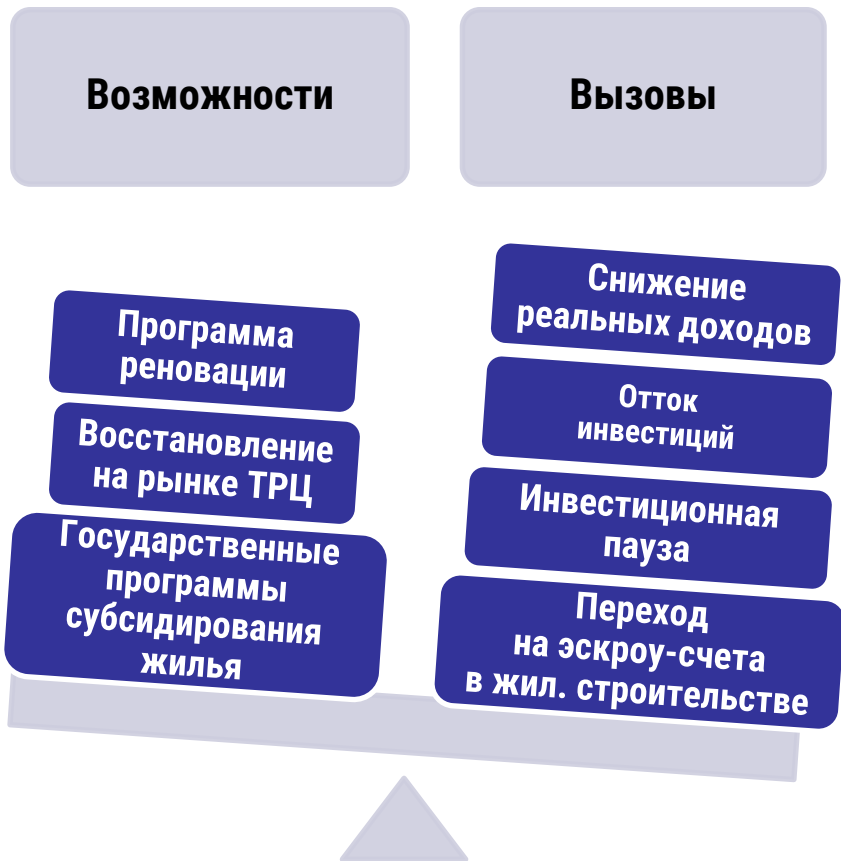 Возможности
Вызовы
Программа
реновации
Восстановление
на рынке ТРЦ
Государственные
программы
субсидирования
жилья
Снижение
реальных доходов
Отток
инвестиций
Инвестиционная
пауза
Переход
на эскроу-счета
в жил. строительстве